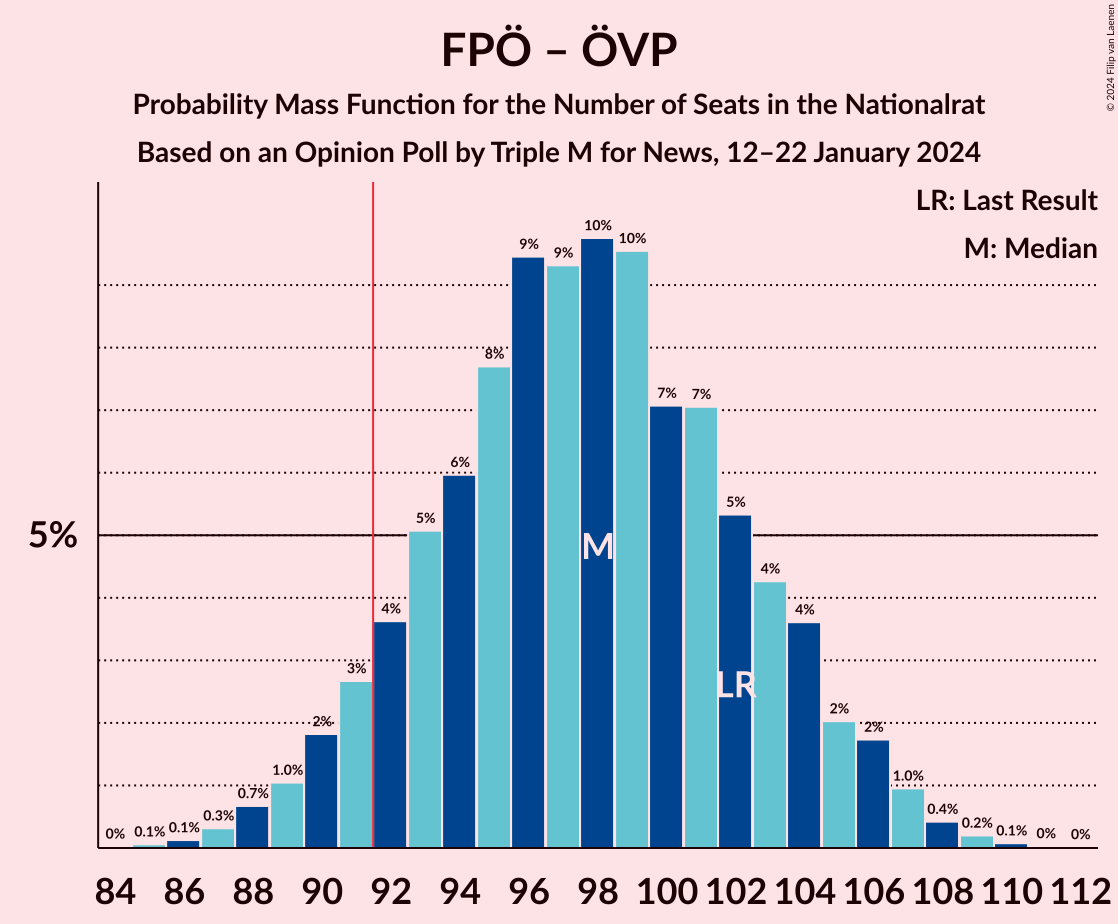 FPÖ – ÖVP
Probability Mass Function for the Number of Seats in the Nationalrat
Based on an Opinion Poll by Triple M for News, 12–22 January 2024
© 2024 Filip van Laenen
LR: Last Result
M: Median
5%
0% 0.1% 0.1% 0.3% 0.7% 1.0% 2% 3% 4% 5% 6% 8% 9% 9% 10% 10% 7% 7% 5% 4% 4% 2% 2% 1.0% 0.4% 0.2% 0.1% 0% 0%
M
LR
84 86 88 90 92 94 96 98 100 102 104 106 108 110 112